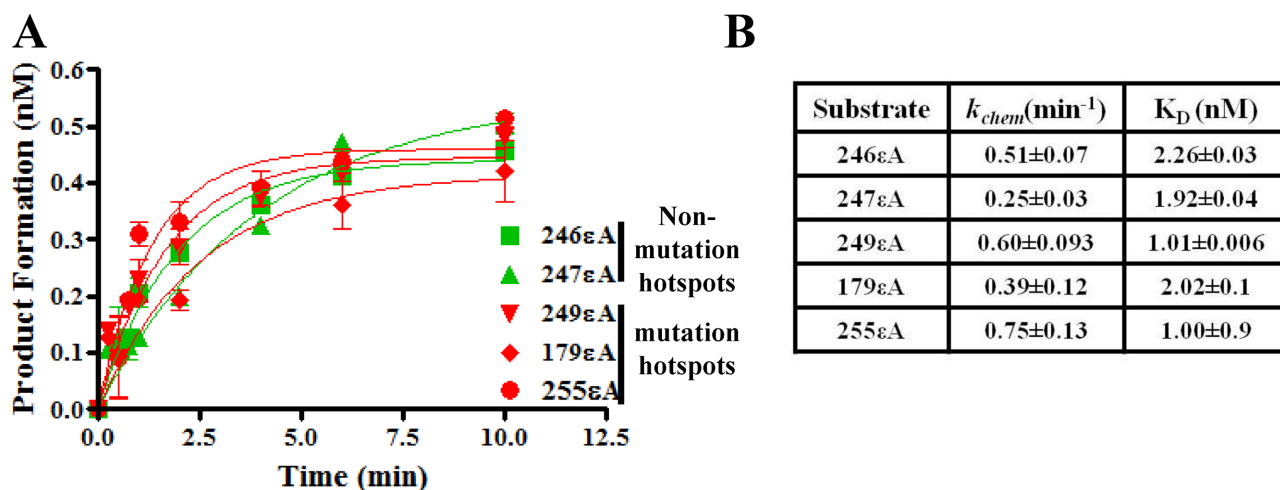 A
Product Formation (nM)
0.6
0.5
0.4
0.3
0.2
0.1
0.0
0.0
2.5
5.0
7.5
10.0
12.5
Time (min)
246εA
247εA
249εA
179εA
255εA
Non-
mutation
hotspots
mutation
hotspots
B
Substrate k_chem(min⁻¹) K_D (nM)
246εA 0.51±0.07 2.26±0.03
247εA 0.25±0.03 1.92±0.04
249εA 0.60±0.093 1.01±0.006
179εA 0.39±0.12 2.02±0.1
255εA 0.75±0.13 1.00±0.9